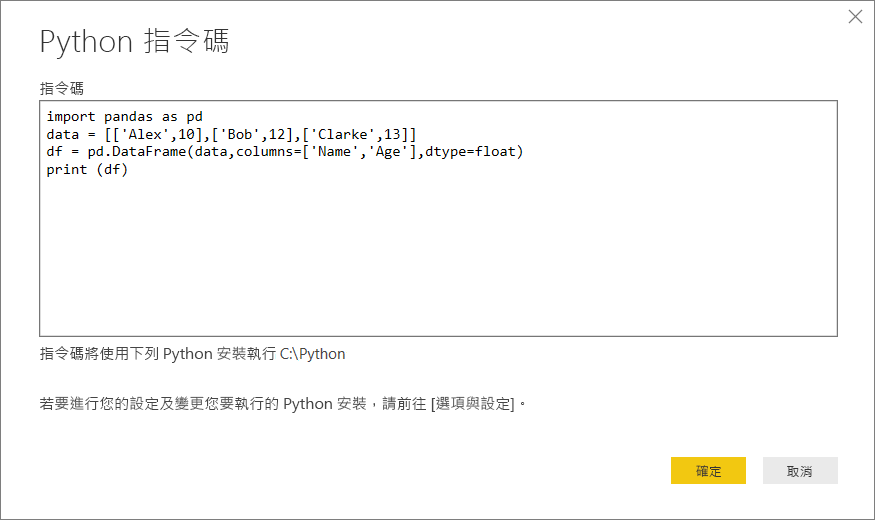 Python 指令碼
指令碼
import pandas as pd
data = [['Alex',10],['Bob',12],['Clarke',13]]
df = pd.DataFrame(data,columns=['Name','Age'],dtype=float)
print (df)
指令碼將使用下列 Python 安裝執行 C:\Python
若要進行您的設定及變更您要執行的 Python 安裝，請前往 [選項與設定]。
確定
取消